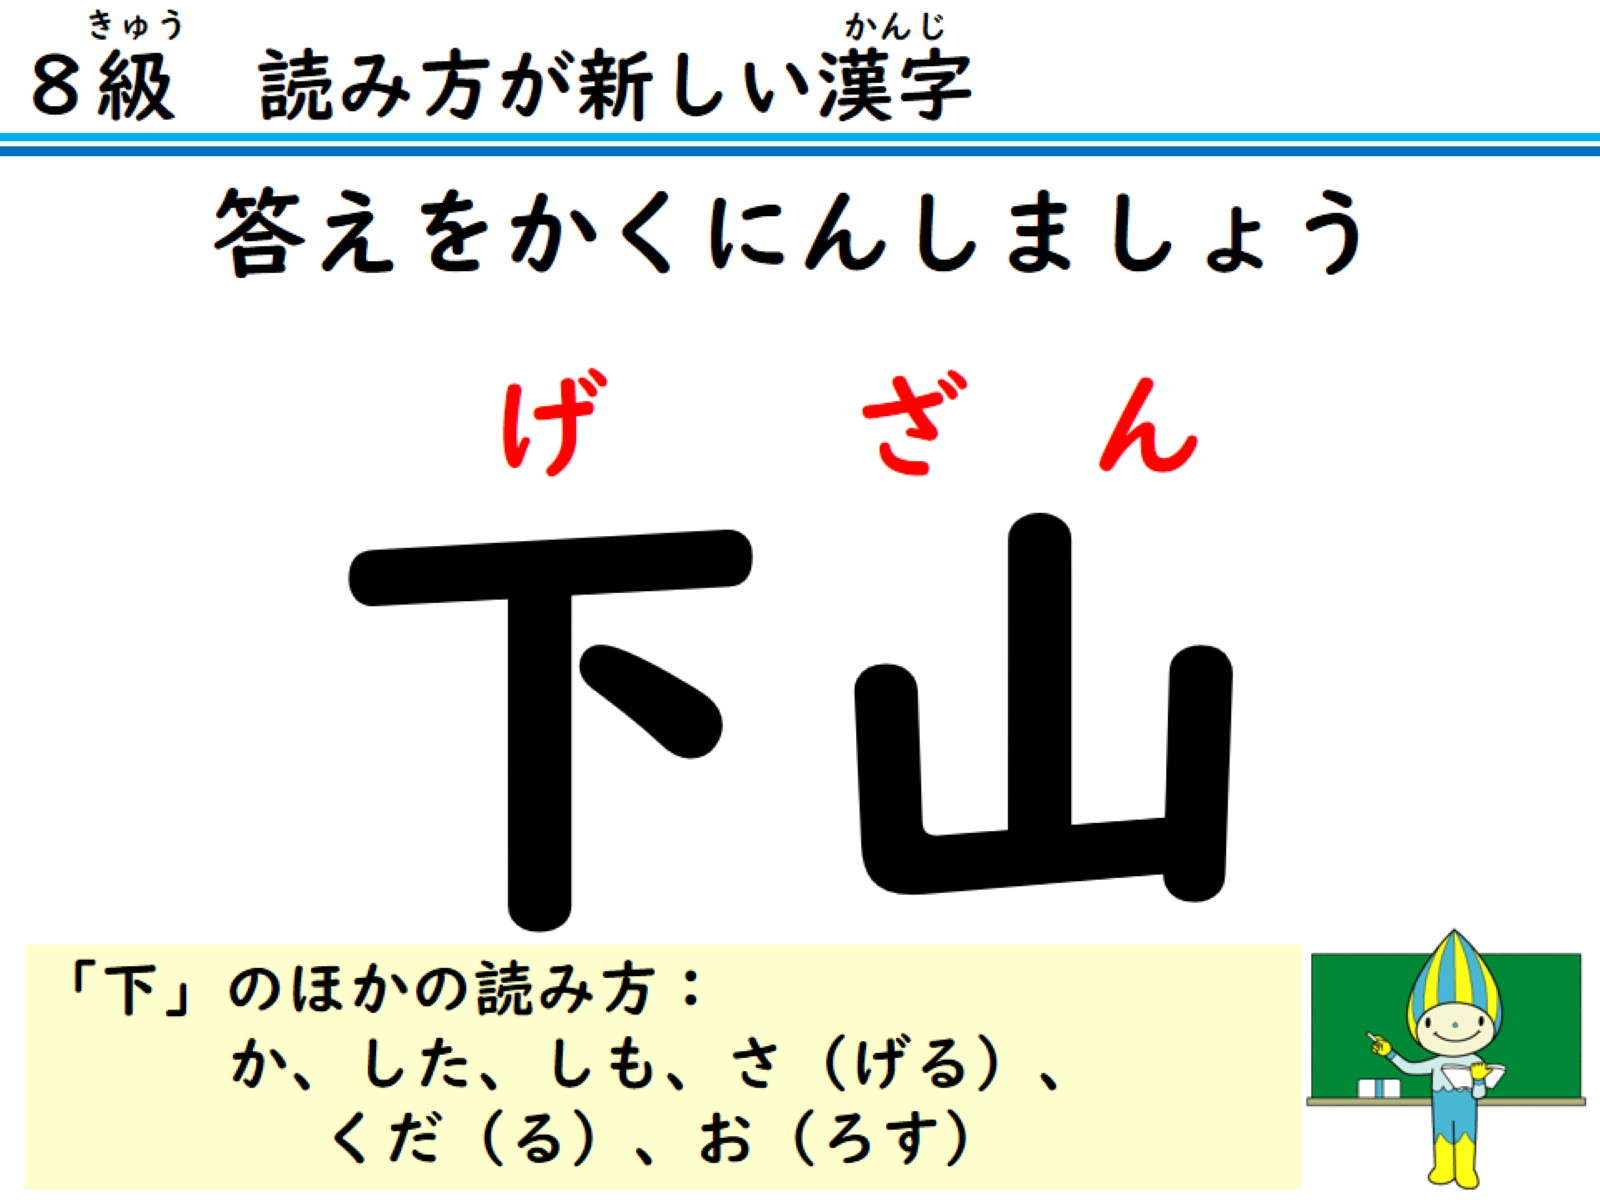 きゅう かんじ
８級 読み方が新しい漢字
答えをかくにんしましょう
げ ざ ん
下山
「下」のほかの読み方：
か、した、しも、さ（げる）、
くだ（る）、お（ろす）